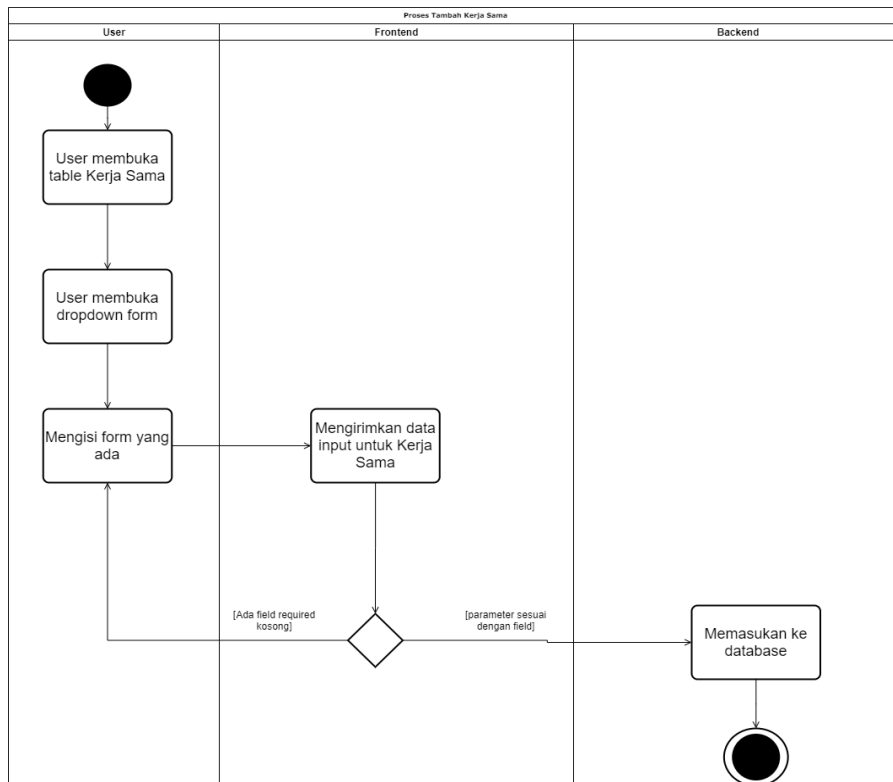 Proses Tambah Kerja Sama
User
Frontend
Backend
User membuka
table Kerja Sama
User membuka
dropdown form
Mengisi form yang
ada
Mengirimkan data
input untuk Kerja
Sama
[Ada field required
kosong]
[parameter sesuai
dengan field]
Memasukan ke
database